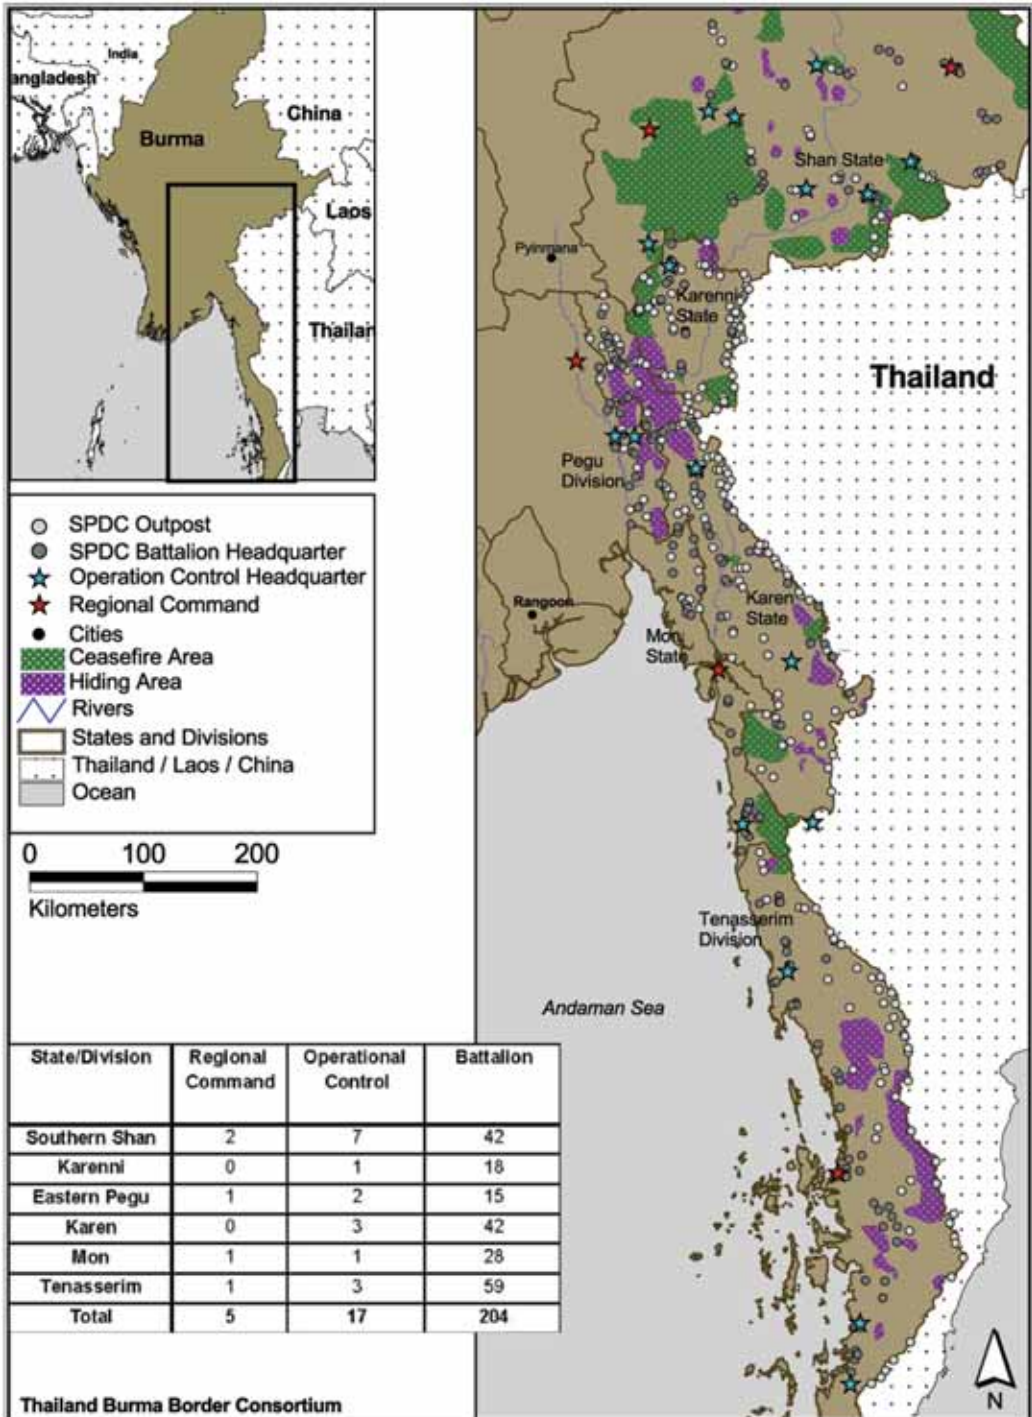 India
angladesh
China
Burma
Laos
Thailan
SPDC Outpost
SPDC Battalion Headquarter
Operation Control Headquarter
Regional Command
Cities
Ceasefire Area
Hiding Area
Rivers
States and Divisions
Thailand / Laos / China
Ocean
0 100 200
Kilometers
Shan State
Pyinmana
Karenni
State
Thailand
Pegu
Division
Rangoon
Karen
State
Mon
State
Tenasserim
Division
Andaman Sea
State/Division Regional Command Operational Control Battalion
Southern Shan 2 7 42
Karenni 0 1 18
Eastern Pegu 1 2 15
Karen 0 3 42
Mon 1 1 28
Tenasserim 1 3 59
Total 5 17 204
Thailand Burma Border Consortium
N